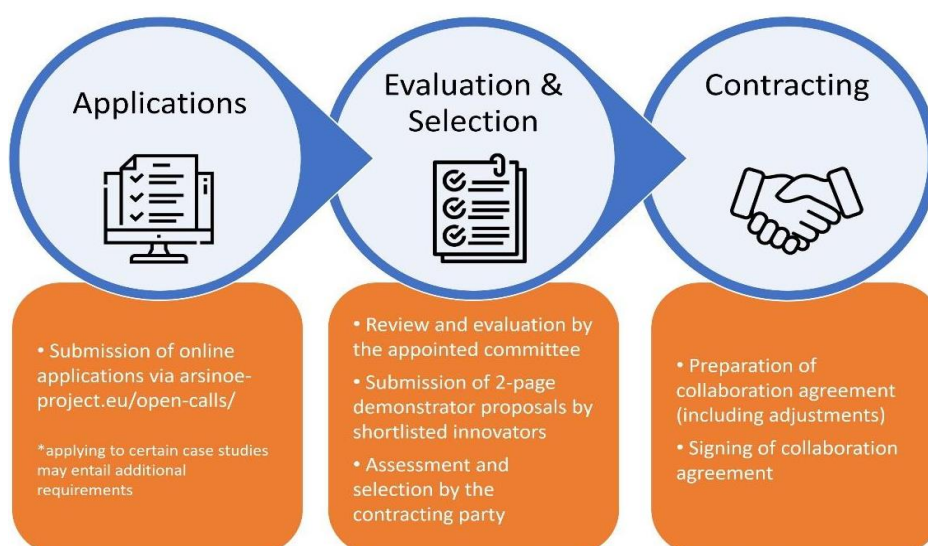 Applications
• Submission of online
applications via arsinoe-
project.eu/open-calls/
*applying to certain case studies
may entail additional
requirements
Evaluation &
Selection
• Review and evaluation by
the appointed committee
• Submission of 2-page
demonstrator proposals by
shortlisted innovators
• Assessment and
selection by the
contracting party
Contracting
• Preparation of
collaboration agreement
(including adjustments)
• Signing of collaboration
agreement